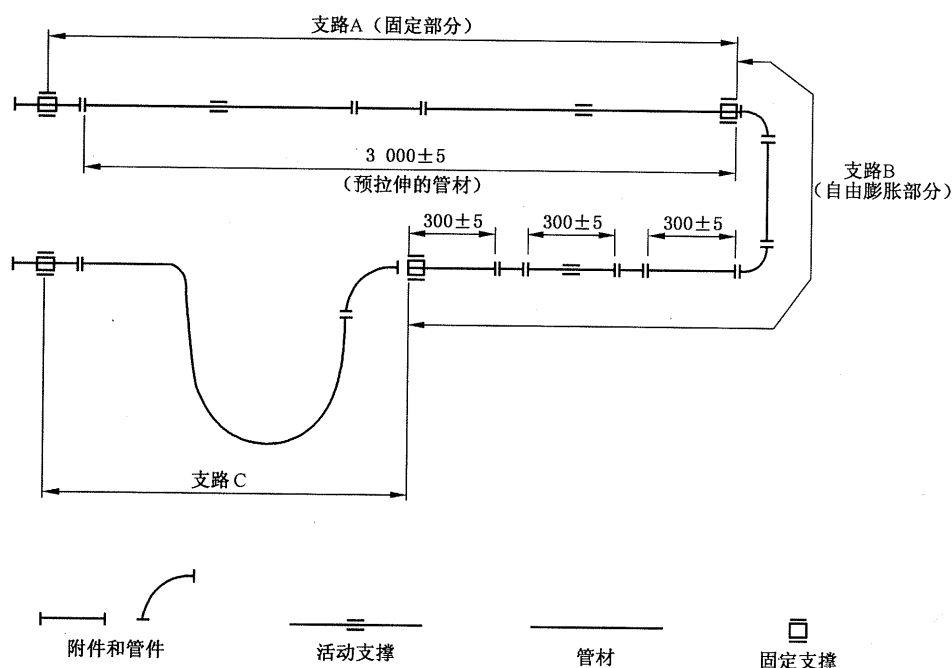 支路A（固定部分）
3 000±5
（预拉伸的管材）
支路B
（自由膨胀部分）
300±5
300±5
300±5
支路C
附件和管件
活动支撑
管材
固定支撑